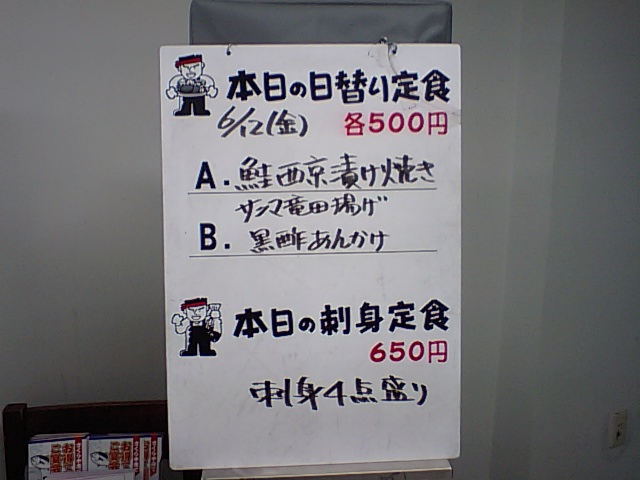 本日の日替り定食
6/12(金) 各500円
A. 鮭西京漬け焼き
サンマ竜田揚げ
B. 黒酢あんかけ
本日の刺身定食
650円
刺身4点盛り